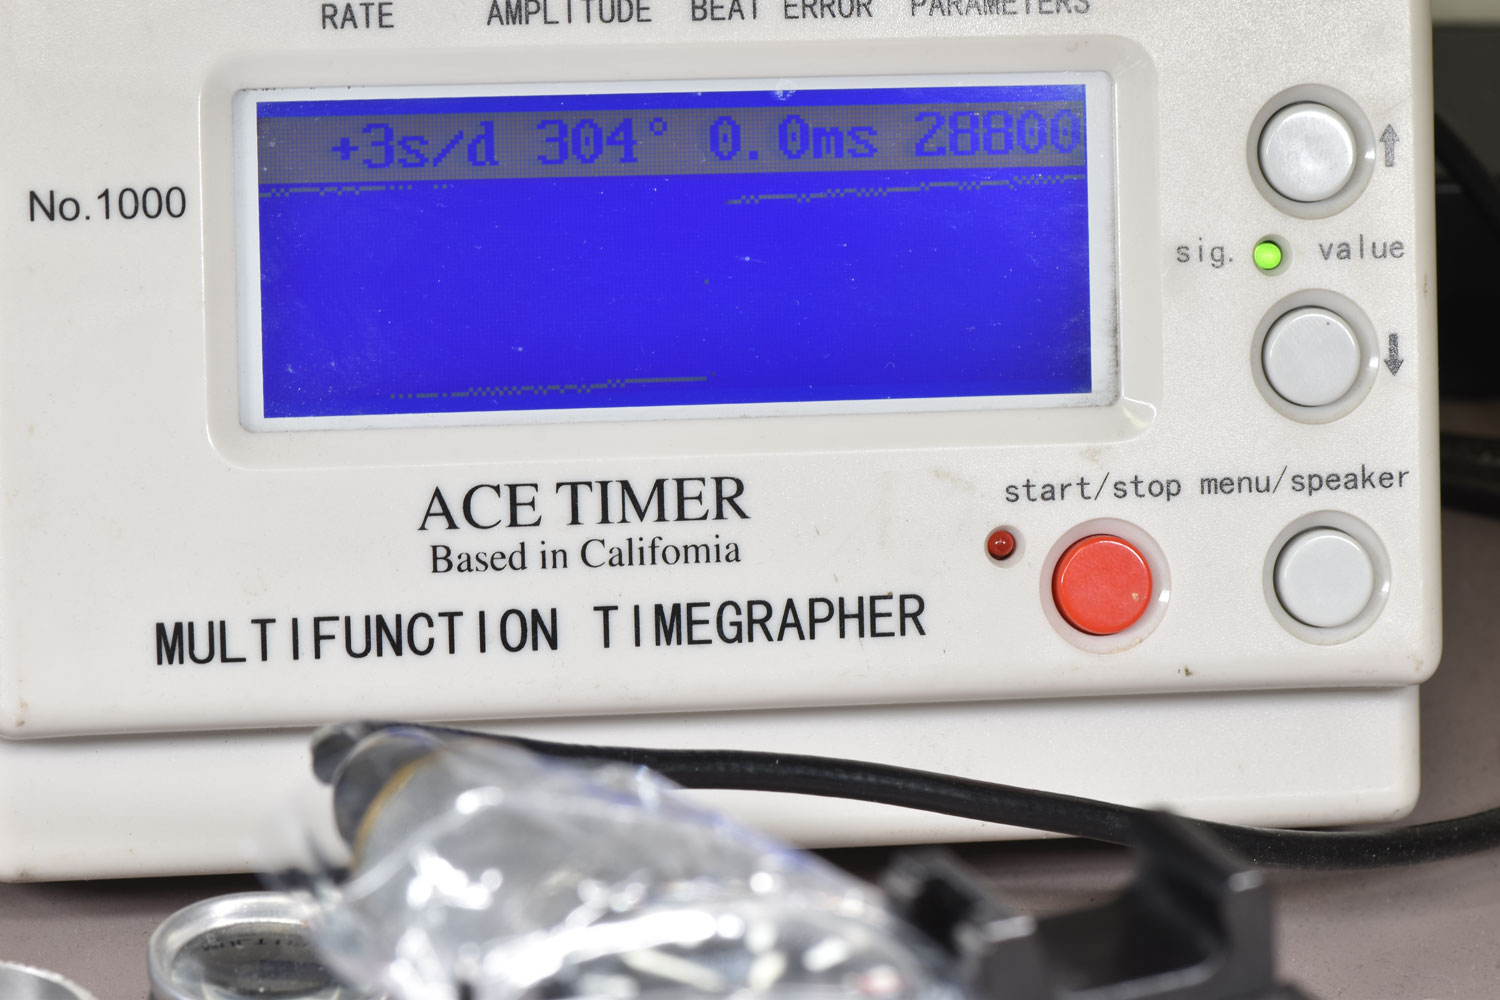 RATE AMPLITUDE BEAT ERROR PARAMETERS
+3s/d 304° 0.0ms 28800
No.1000
sig. value
start/stop menu/speaker
ACE TIMER
Based in Califomia
MULTIFUNCTION TIMEGRAPHER